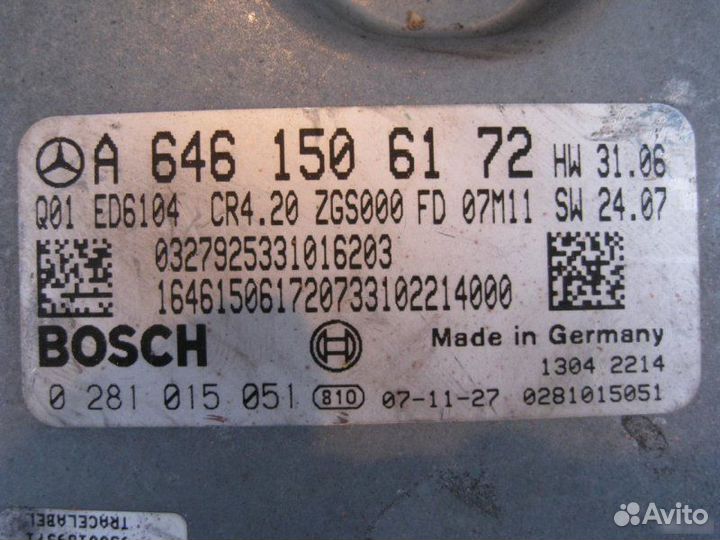 A 646 150 61 72 HW 31.06
Q01 ED6104 CR4.20 ZGS000 FD 07M11 SW 24.07
0327925331016203
164615061720733102214000
BOSCH Made in Germany
1304 2214
0 281 015 051 810 07-11-27 0281015051
TRACELABEL
Avito